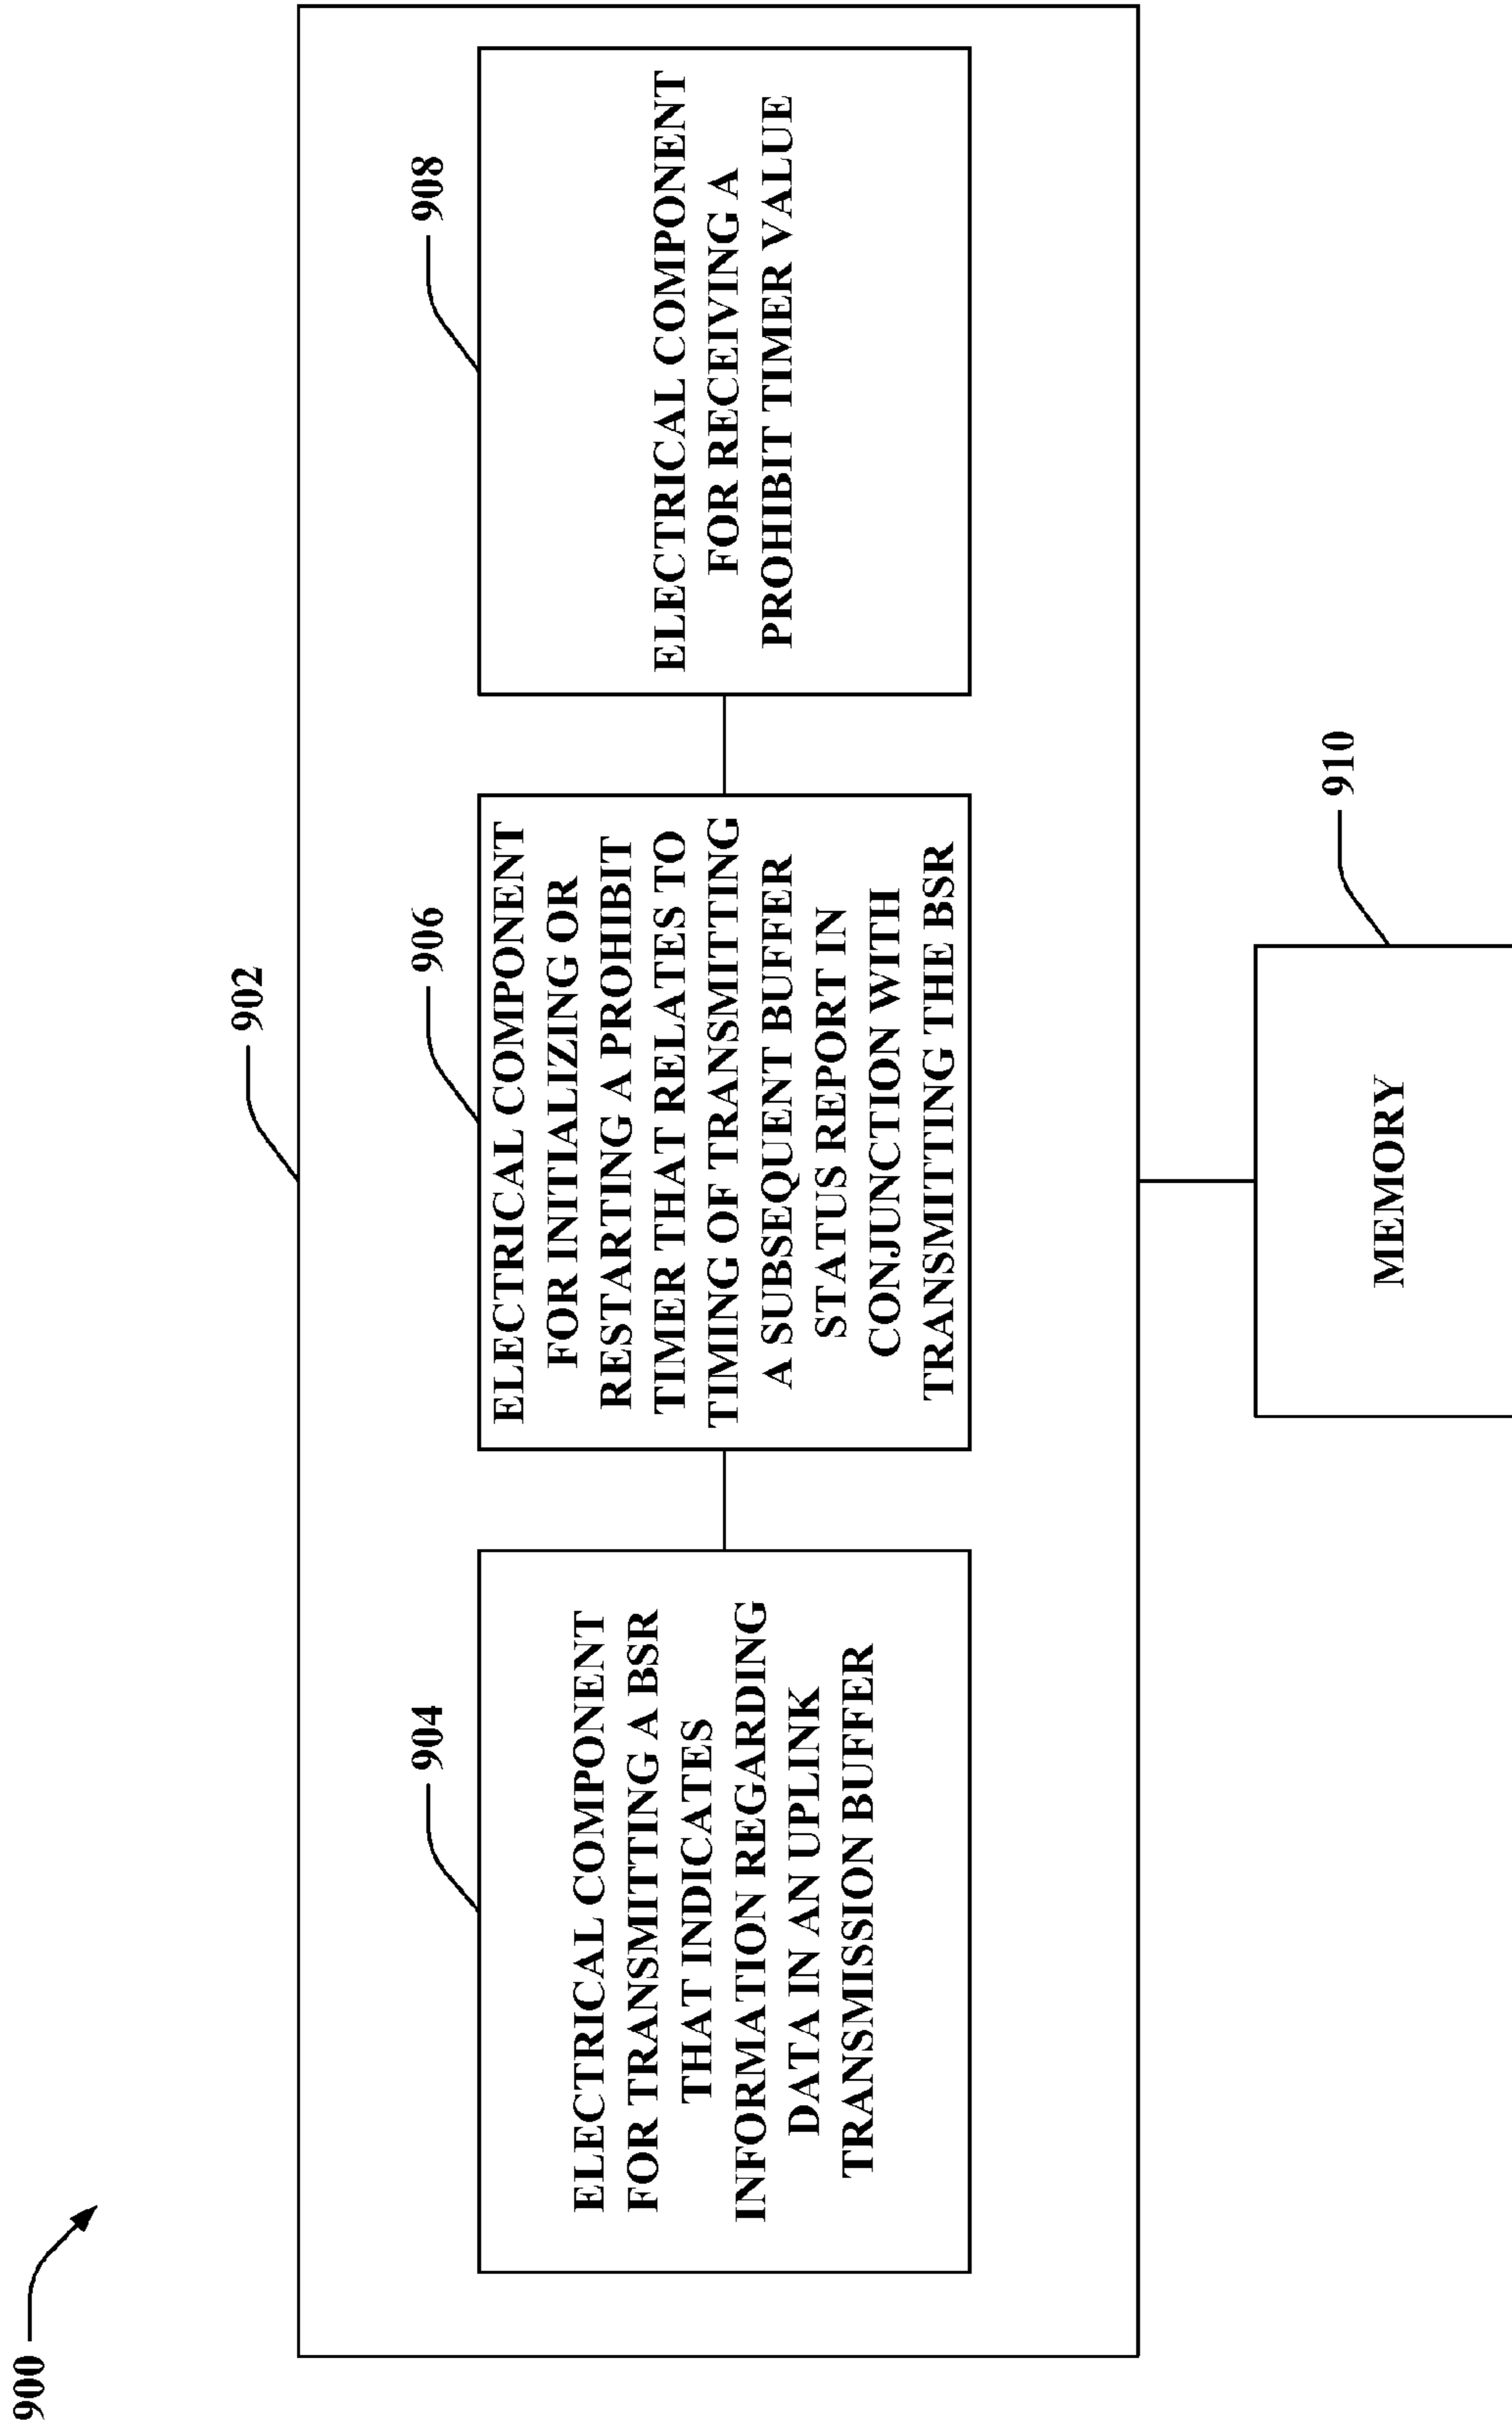 900
902
904
ELECTRICAL COMPONENT
FOR TRANSMITTING A BSR
THAT INDICATES
INFORMATION REGARDING
DATA IN AN UPLINK
TRANSMISSION BUFFER
906
ELECTRICAL COMPONENT
FOR INITIALIZING OR
RESTARTING A PROHIBIT
TIMER THAT RELATES TO
TIMING OF TRANSMITTING
A SUBSEQUENT BUFFER
STATUS REPORT IN
CONJUNCTION WITH
TRANSMITTING THE BSR
908
ELECTRICAL COMPONENT
FOR RECEIVING A
PROHIBIT TIMER VALUE
910
MEMORY